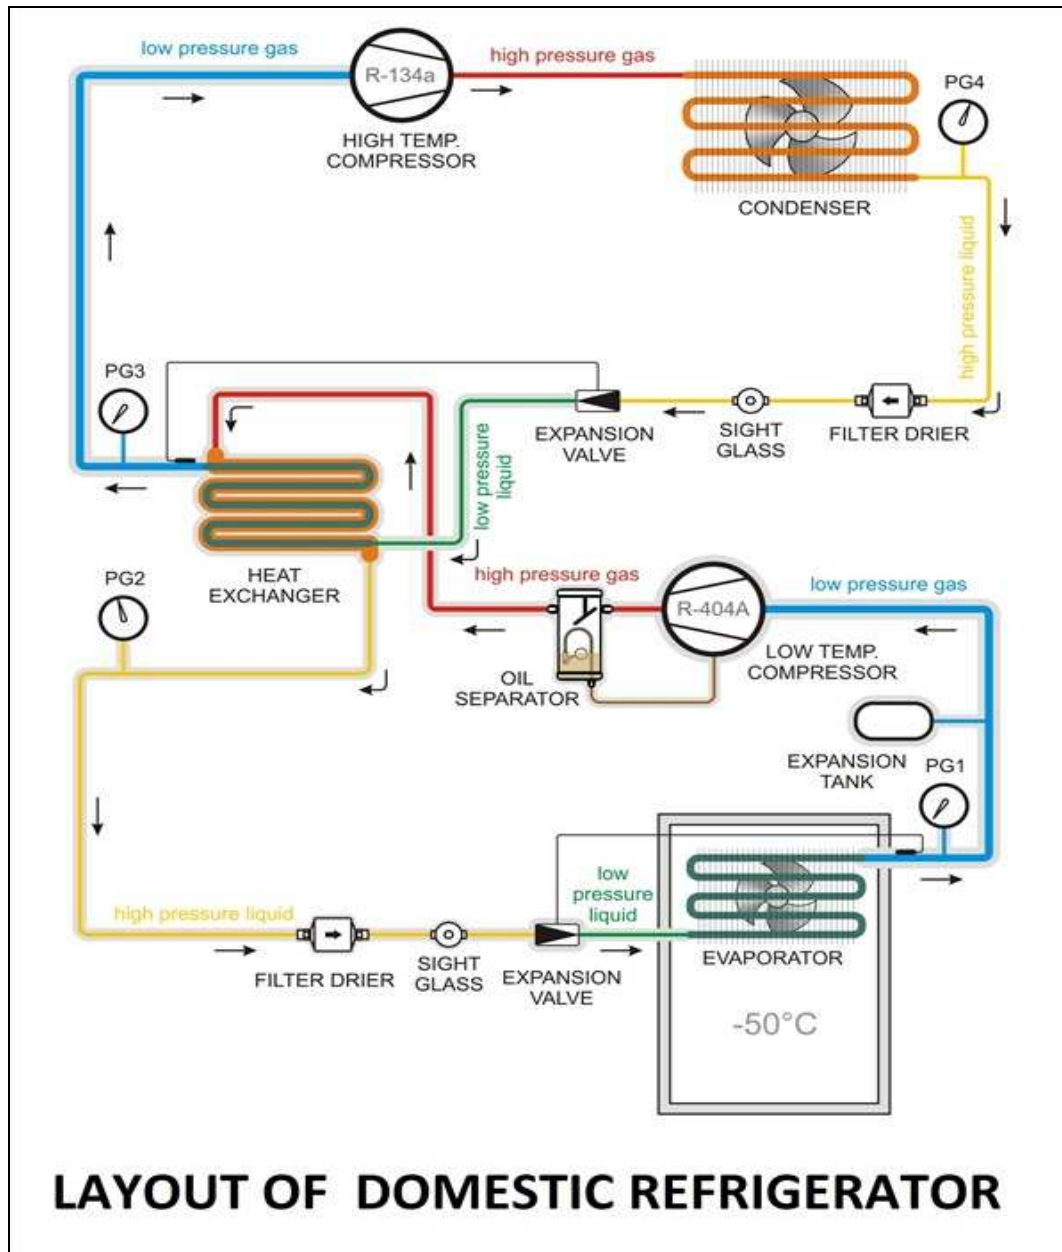 low pressure gas
R-134a
high pressure gas
PG4
HIGH TEMP.
COMPRESSOR
CONDENSER
high pressure liquid
PG3
EXPANSION
VALVE
SIGHT
GLASS
FILTER DRIER
low pressure
liquid
HEAT
EXCHANGER
PG2
high pressure gas
R-404A
low pressure gas
LOW TEMP.
COMPRESSOR
OIL
SEPARATOR
EXPANSION
TANK
PG1
low
pressure
liquid
high pressure liquid
FILTER DRIER
SIGHT
GLASS
EXPANSION
VALVE
EVAPORATOR
-50°C
LAYOUT OF DOMESTIC REFRIGERATOR